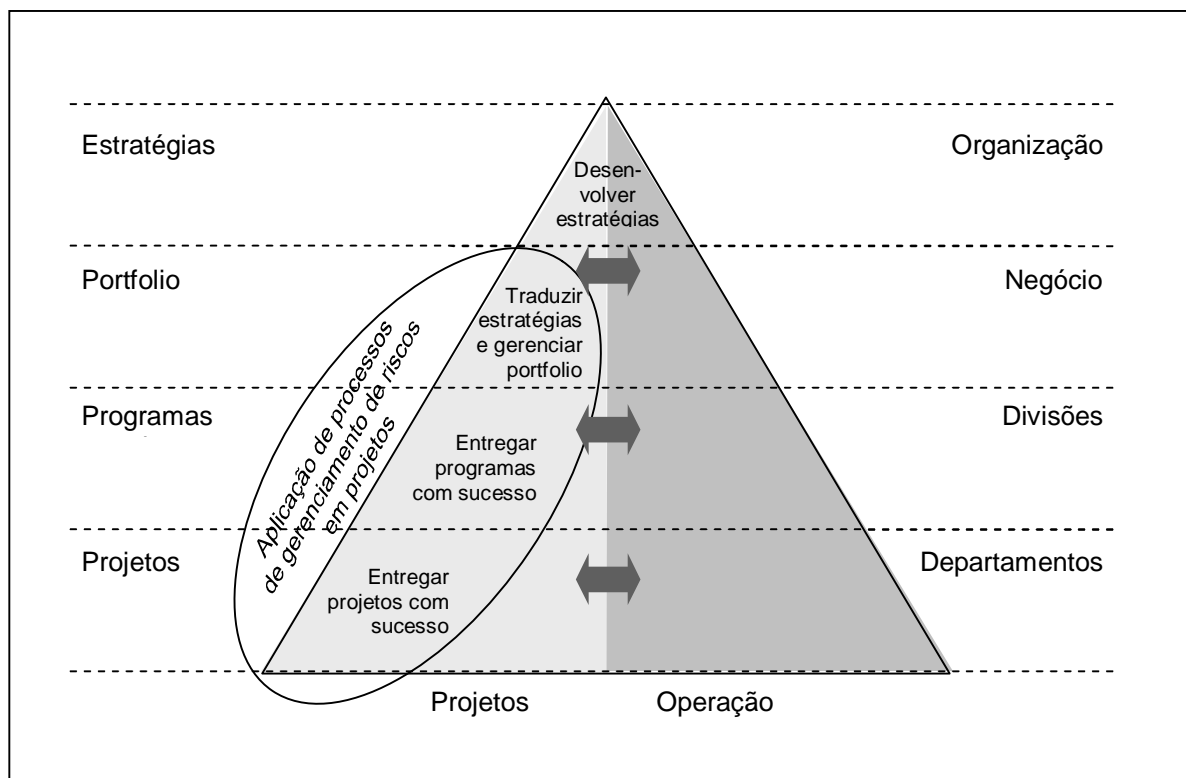 Estratégias
Organização
Desen-
volver
estratégias
Portfolio
Negócio
Traduzir
estratégias
e gerenciar
portfolio
Aplicação de processos
de gerenciamento de riscos
em projetos
Programas
Divisões
Entregar
programas
com sucesso
Projetos
Departamentos
Entregar
projetos com
sucesso
Projetos
Operação